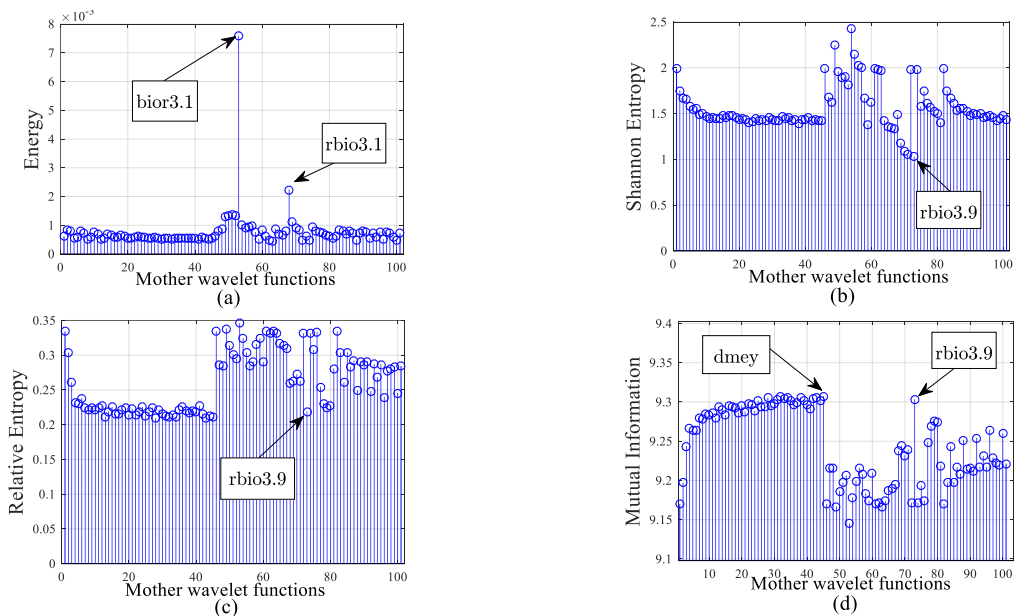 ×10⁻³
8
7
6
5
4
3
2
1
0
Energy
bior3.1
rbio3.1
0 20 40 60 80 100
Mother wavelet functions
(a)
2.5
2
1.5
1
0.5
0
Shannon Entropy
rbio3.9
0 20 40 60 80 100
Mother wavelet functions
(b)
0.35
0.3
0.25
0.2
0.15
0.1
0.05
0
Relative Entropy
rbio3.9
0 20 40 60 80 100
Mother wavelet functions
(c)
9.4
9.3
9.25
9.2
9.15
9.1
Mutual Information
dmey
rbio3.9
10 20 30 40 50 60 70 80 90 100
Mother wavelet functions
(d)